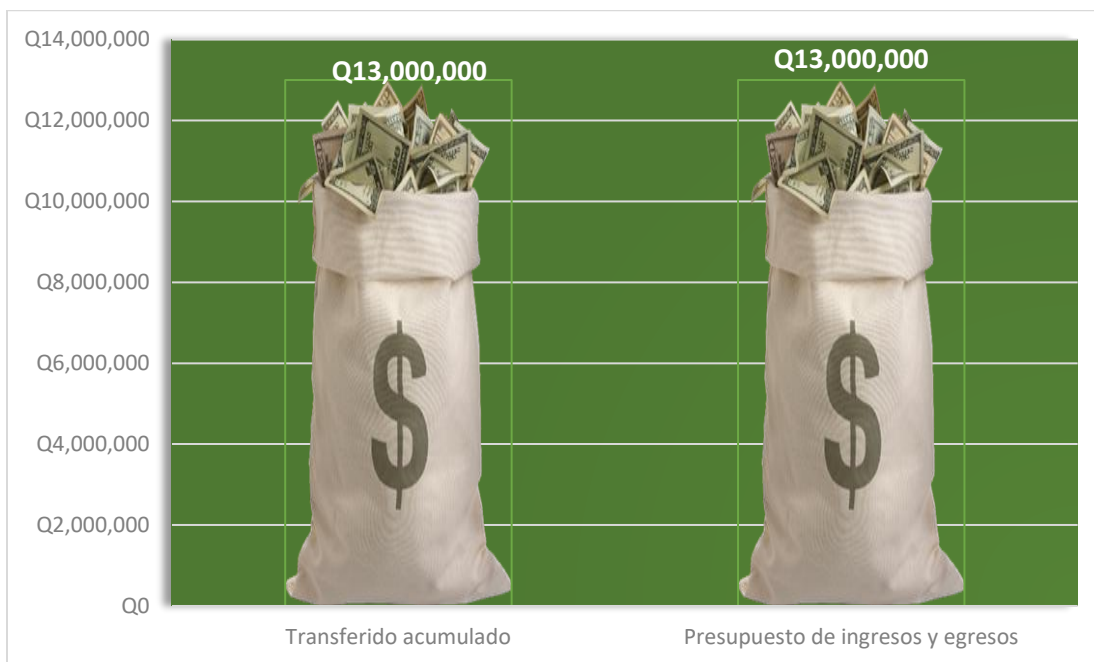 Q14,000,000
Q13,000,000
Q13,000,000
Q12,000,000
Q10,000,000
Q8,000,000
Q6,000,000
$
$
Q4,000,000
Q2,000,000
Q0
Transferido acumulado
Presupuesto de ingresos y egresos